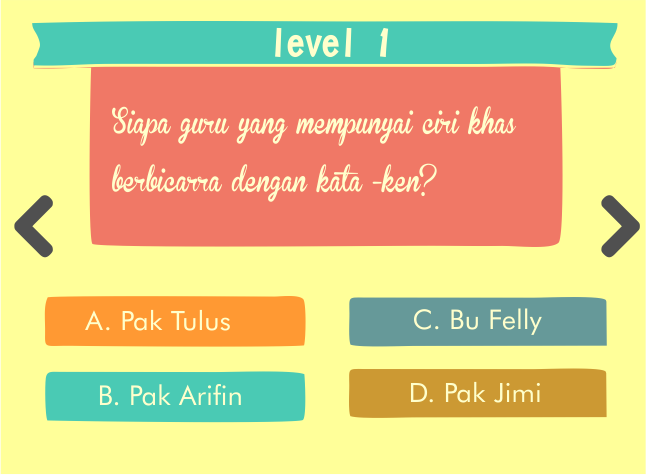 level 1
Siapa guru yang mempunyai ciri khas
berbicarra dengan kata -ken?
A. Pak Tulus
C. Bu Felly
B. Pak Arifin
D. Pak Jimi